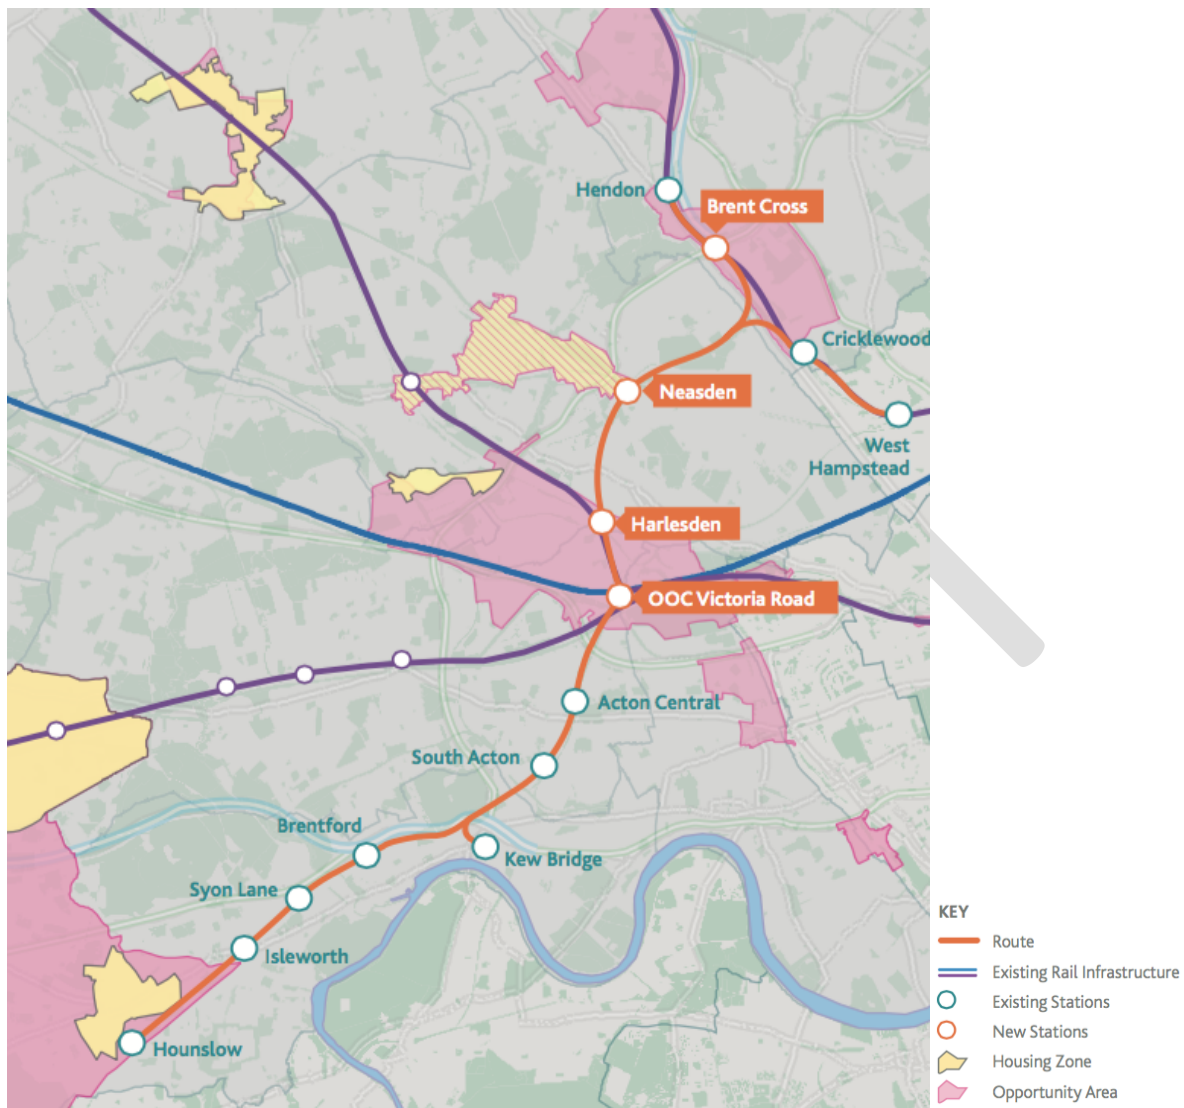 Hendon
Brent Cross
Cricklewood
Neasden
West
Hampstead
Harlesden
OOC Victoria Road
Acton Central
South Acton
Brentford
Kew Bridge
Syon Lane
Isleworth
Hounslow
KEY
Route
Existing Rail Infrastructure
Existing Stations
New Stations
Housing Zone
Opportunity Area